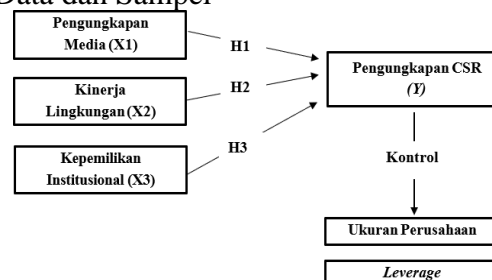 Data dan Sampel
Pengungkapan
Media (X1)
H1
Kinerja
Lingkungan (X2)
H2
Kepemilikan
Institusional (X3)
H3
Pengungkapan CSR
(Y)
Kontrol
Ukuran Perusahaan
Leverage